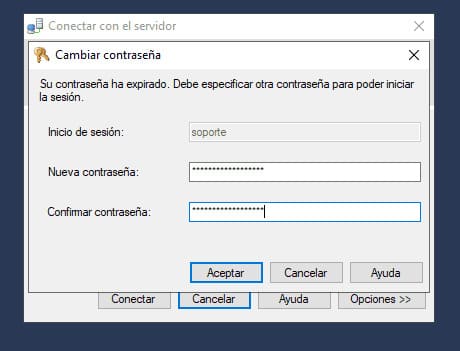 Conectar con el servidor
Cambiar contraseña
Su contraseña ha expirado. Debe especificar otra contraseña para poder iniciar
la sesión.
Inicio de sesión: soporte
Nueva contraseña: ******************
Confirmar contraseña: ******************
Aceptar Cancelar Ayuda
Conectar Cancelar Ayuda Opciones >>